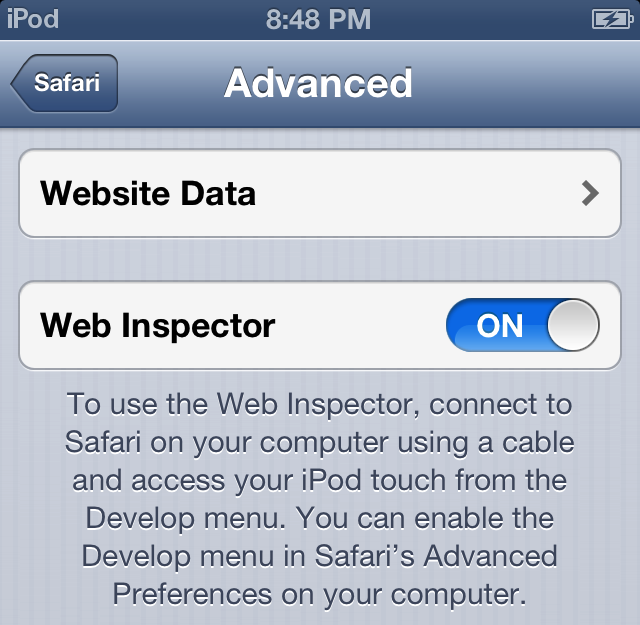 iPod 8:48 PM
Safari Advanced
Website Data
Web Inspector ON
To use the Web Inspector, connect to
Safari on your computer using a cable
and access your iPod touch from the
Develop menu. You can enable the
Develop menu in Safari’s Advanced
Preferences on your computer.